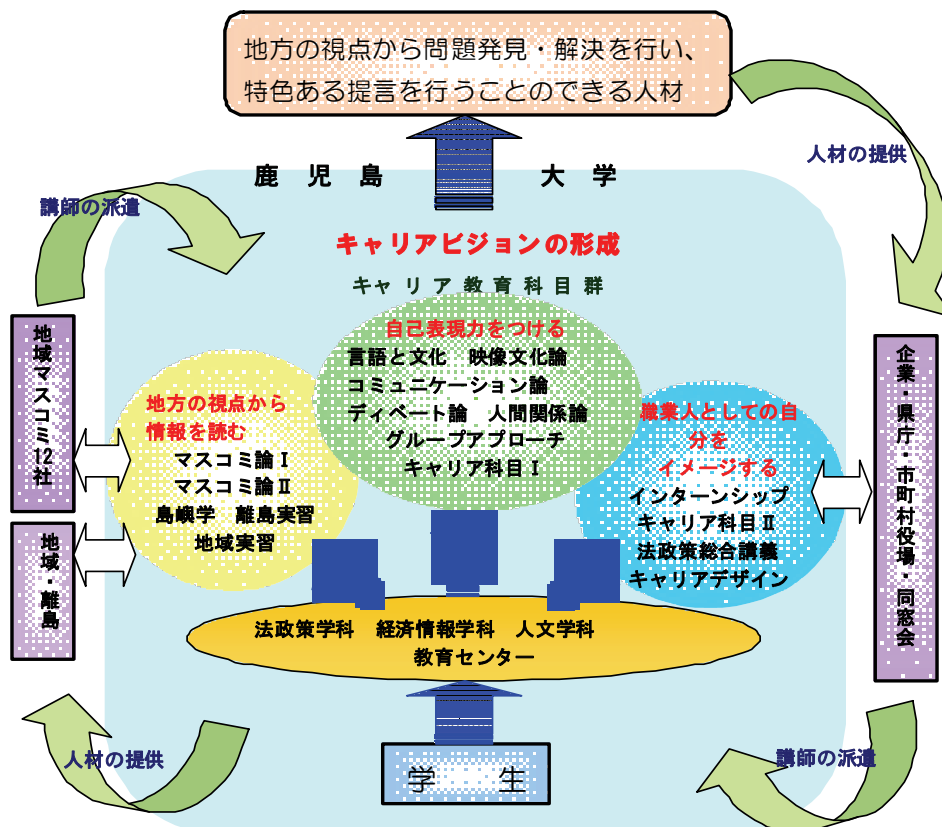 地方の視点から問題発見・解決を行い、
特色ある提言を行うことのできる人材
人材の提供
鹿児島大学
講師の派遣
キャリアビジョンの形成
キャリア教育科目群
自己表現力をつける
言語と文化　映像文化論
コミュニケーション論
ディベート論　人間関係論
グループアプローチ
キャリア科目Ⅰ
地方の視点から
情報を読む
マスコミ論Ⅰ
マスコミ論Ⅱ
島嶼学　離島実習
地域実習
職業人としての自
分を
イメージする
インターンシップ
キャリア科目Ⅱ
法政策総合講義
キャリアデザイン
地域マスコミ12社
地域・離島
企業・県庁・市町村役場・同窓会
法政策学科　経済情報学科　人文学科
教育センター
人材の提供
講師の派遣
学　生